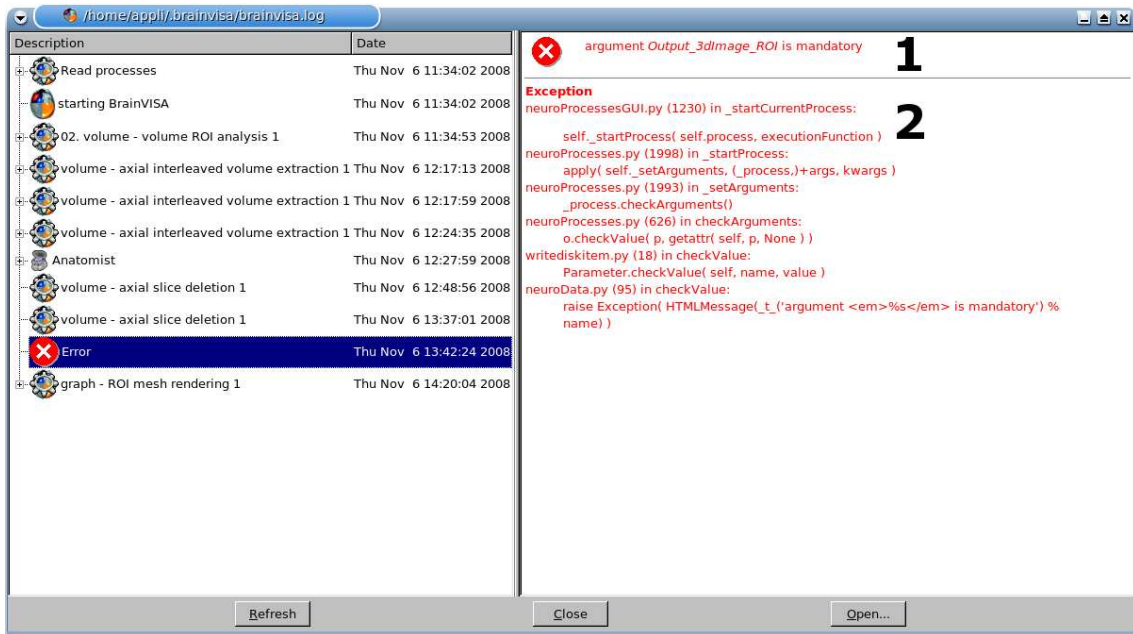 /home/appli/.brainvisa/brainvisa.log
Description Date
Read processes Thu Nov 6 11:34:02 2008
starting BrainVISA Thu Nov 6 11:34:02 2008
02. volume - volume ROI analysis 1 Thu Nov 6 11:34:53 2008
volume - axial interleaved volume extraction 1 Thu Nov 6 12:17:13 2008
volume - axial interleaved volume extraction 1 Thu Nov 6 12:17:59 2008
volume - axial interleaved volume extraction 1 Thu Nov 6 12:24:35 2008
Anatomist Thu Nov 6 12:27:59 2008
volume - axial slice deletion 1 Thu Nov 6 12:48:56 2008
volume - axial slice deletion 1 Thu Nov 6 13:37:01 2008
Error Thu Nov 6 13:42:24 2008
graph - ROI mesh rendering 1 Thu Nov 6 14:20:04 2008
argument Output_3dImage_ROI is mandatory 1
Exception
neuroProcessesGUI.py (1230) in _startCurrentProcess:
self._startProcess( self.process, executionFunction ) 2
neuroProcesses.py (1998) in _startProcess:
apply( self._setArguments, (_process,)+args, kwargs )
neuroProcesses.py (1993) in _setArguments:
_process.checkArguments()
neuroProcesses.py (626) in checkArguments:
o.checkValue( p, getattr( self, p, None ) )
writediskitem.py (18) in checkValue:
Parameter.checkValue( self, name, value )
neuroData.py (95) in checkValue:
raise Exception( HTMLMessage(_t_('argument <em>%s</em> is mandatory') %
name) )
Refresh Close Open...